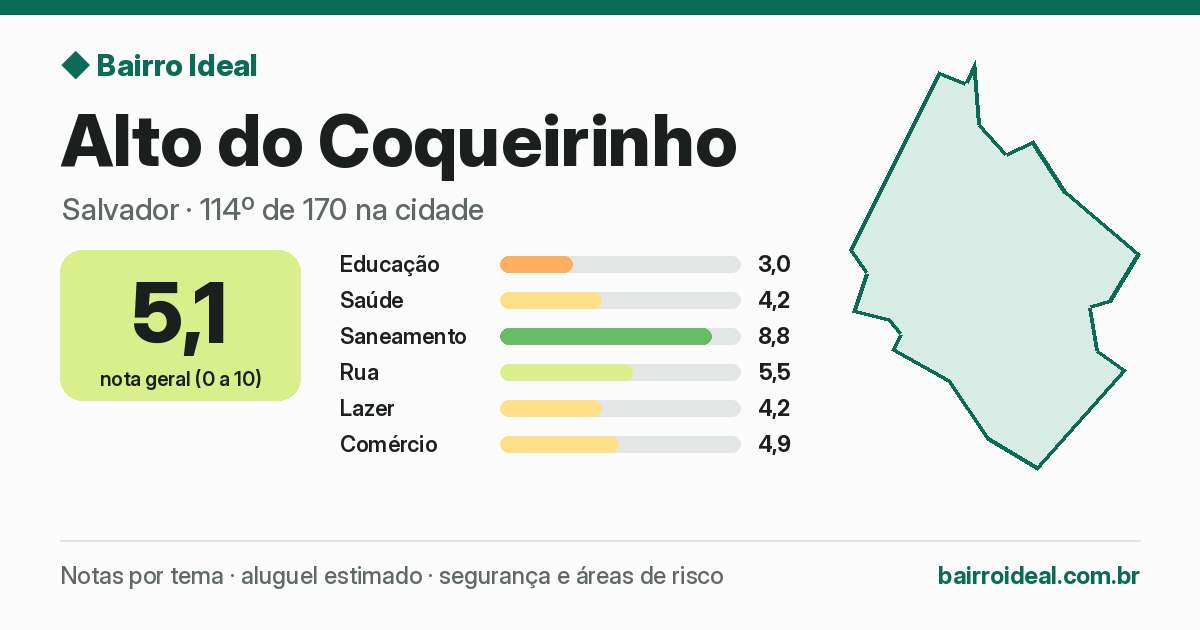 Bairro Ideal
Alto do Coqueirinho
Salvador · 114º de 170 na cidade
5,1
nota geral (0 a 10)
Educação 3,0
Saúde 4,2
Saneamento 8,8
Rua 5,5
Lazer 4,2
Comércio 4,9
Notas por tema · aluguel estimado · segurança e áreas de risco
bairroideal.com.br